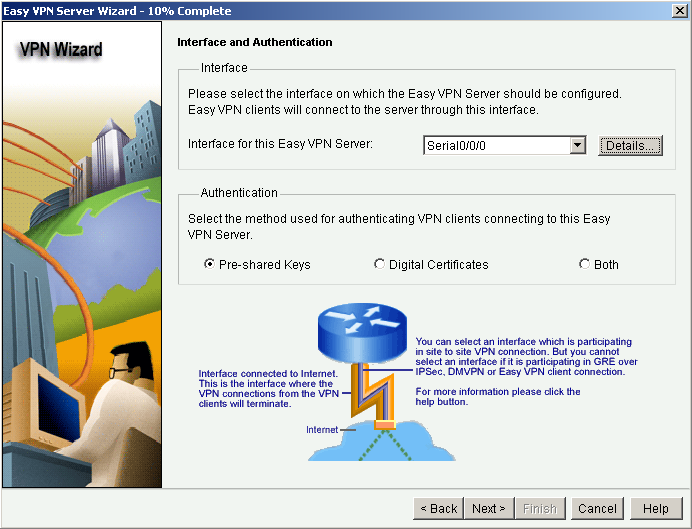 Easy VPN Server Wizard - 10% Complete
VPN Wizard
Interface and Authentication
Interface
Please select the interface on which the Easy VPN Server should be configured.
Easy VPN clients will connect to the server through this interface.
Interface for this Easy VPN Server:
Serial0/0/0
Details...
Authentication
Select the method used for authenticating VPN clients connecting to this Easy
VPN Server.
Pre-shared Keys
Digital Certificates
Both
You can select an interface which is participating
in site to site VPN connection. But you cannot
select an interface if it is participating in GRE over
IPSec, DMVPN or Easy VPN client connection.
For more information please click the
help button.
Interface connected to Internet.
This is the interface where the
VPN connections from the VPN
clients will terminate.
Internet
< Back
Next >
Finish
Cancel
Help